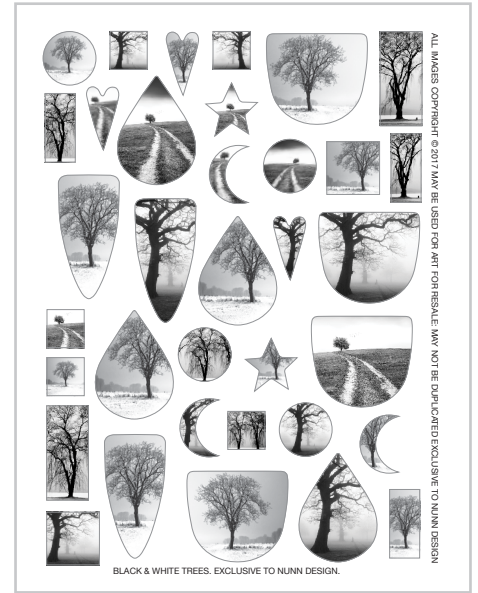 ALL IMAGES COPYRIGHT © 2017 MAY BE USED FOR ART FOR RESALE; MAY NOT BE DUPLICATED EXCLUSIVE TO NUNN DESIGN
BLACK & WHITE TREES. EXCLUSIVE TO NUNN DESIGN.